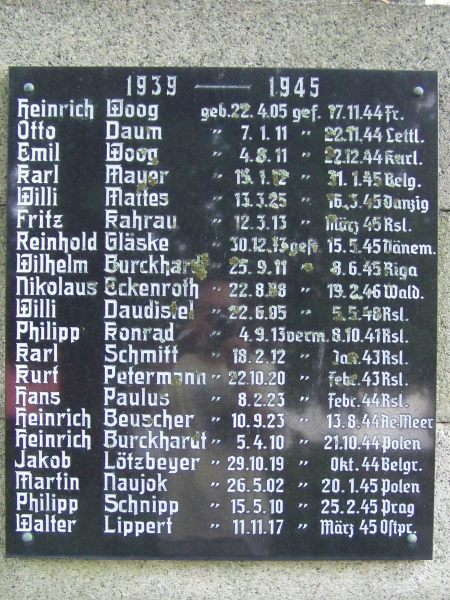 1939 — 1945
Heinrich Woog geb. 22.4.05 gef. 17.11.44 Fr.
Otto Daum " 7.1.11 " 22.11.44 Lettl.
Emil Woog " 4.8.11 " 22.12.44 Kurl.
Karl Mayer " 19.1.12 " 31.1.45 Belg.
Willi Mattes " 13.3.25 " 16.3.45 Danzig
Fritz Kahrau " 12.3.13 " März 45 Rsl.
Reinhold Gläske " 30.12.13 gest. 15.5.45 Dänem.
Wilhelm Burckhardt " 25.9.11 " 8.6.45 Riga
Nikolaus Eckenroth " 22.8.08 " 19.2.46 Wald.
Willi Daudistel " 22.6.05 " 5.5.48 Rsl.
Philipp Konrad " 4.9.13 verm. 8.10.41 Rsl.
Karl Schmitt " 18.2.12 " Jan. 43 Rsl.
Kurt Petermann " 22.10.20 " Febr. 43 Rsl.
Hans Paulus " 8.2.23 " Febr. 44 Rsl.
Heinrich Beuscher " 10.9.23 " 13.8.44 Ae.Meer
Heinrich Burckhardt " 5.4.10 " 21.10.44 Polen
Jakob Lötzbeyer " 29.10.19 " Okt. 44 Belgr.
Martin Naujok " 26.5.02 " 20.1.45 Polen
Philipp Schnipp " 15.5.10 " 25.2.45 Prag
Walter Lippert " 11.11.17 " März 45 Ostpr.